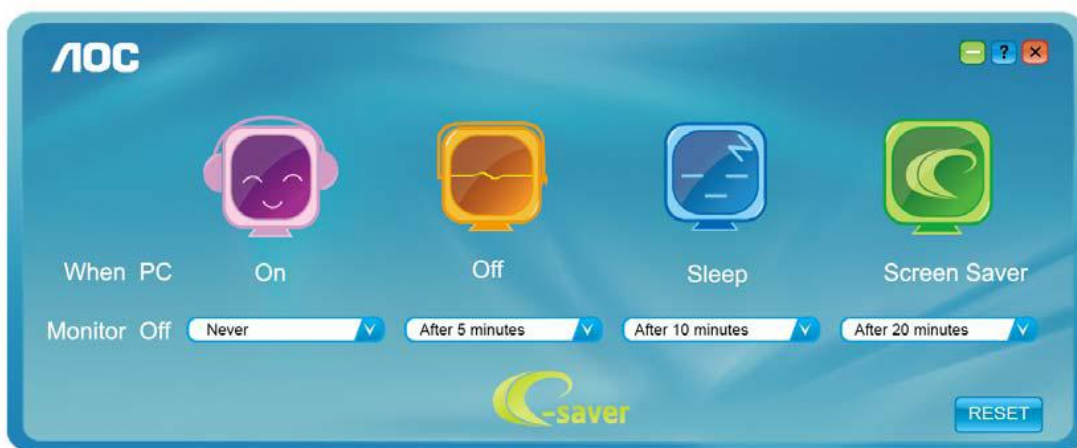 AOC
?
When PC On Off Sleep Screen Saver
Monitor Off Never After 5 minutes After 10 minutes After 20 minutes
e-saver
RESET